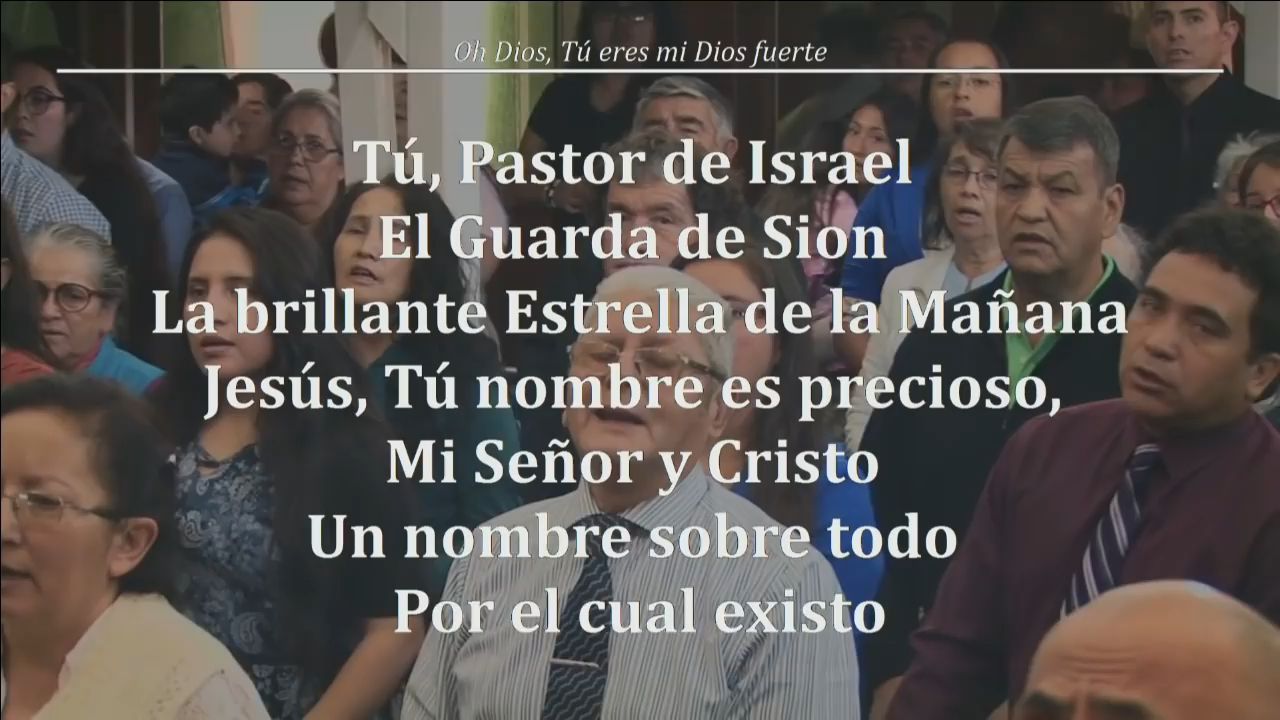 Oh Dios, Tú eres mi Dios fuerte
Tú, Pastor de Israel
El Guarda de Sion
La brillante Estrella de la Mañana
Jesús, Tú nombre es precioso,
Mi Señor y Cristo
Un nombre sobre todo
Por el cual existo